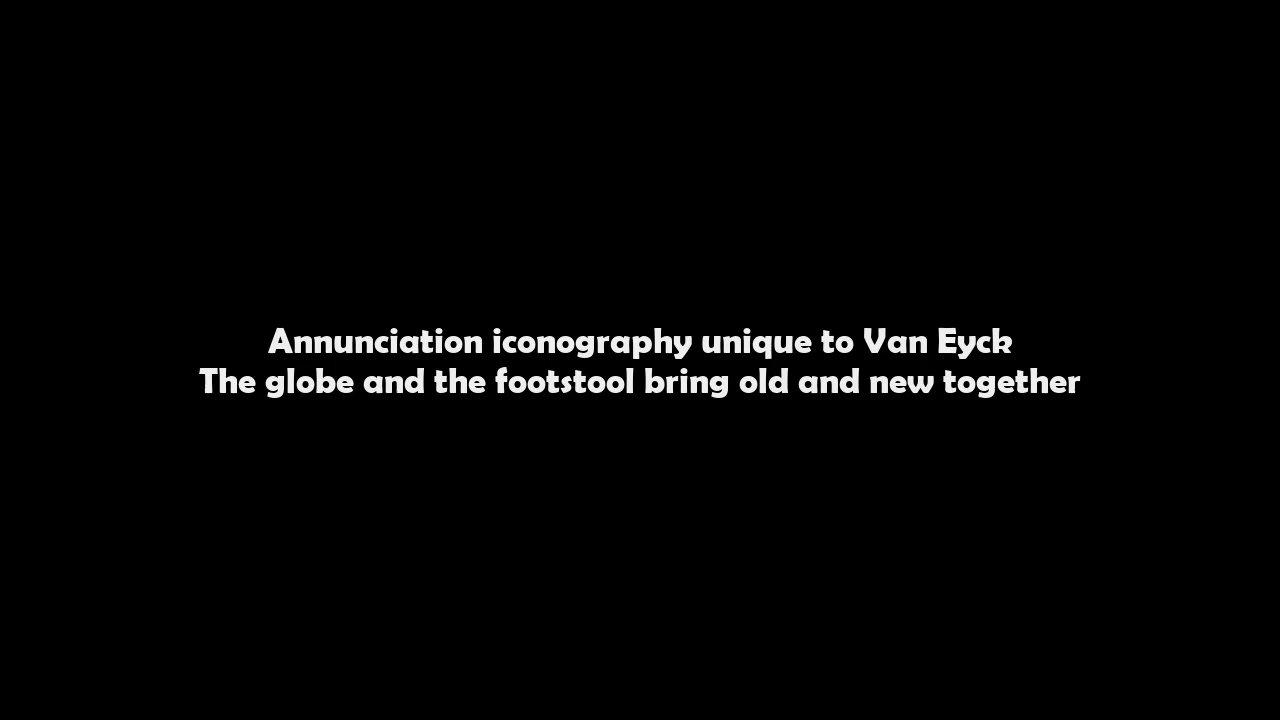 Annunciation iconography unique to Van Eyck
The globe and the footstool bring old and new together